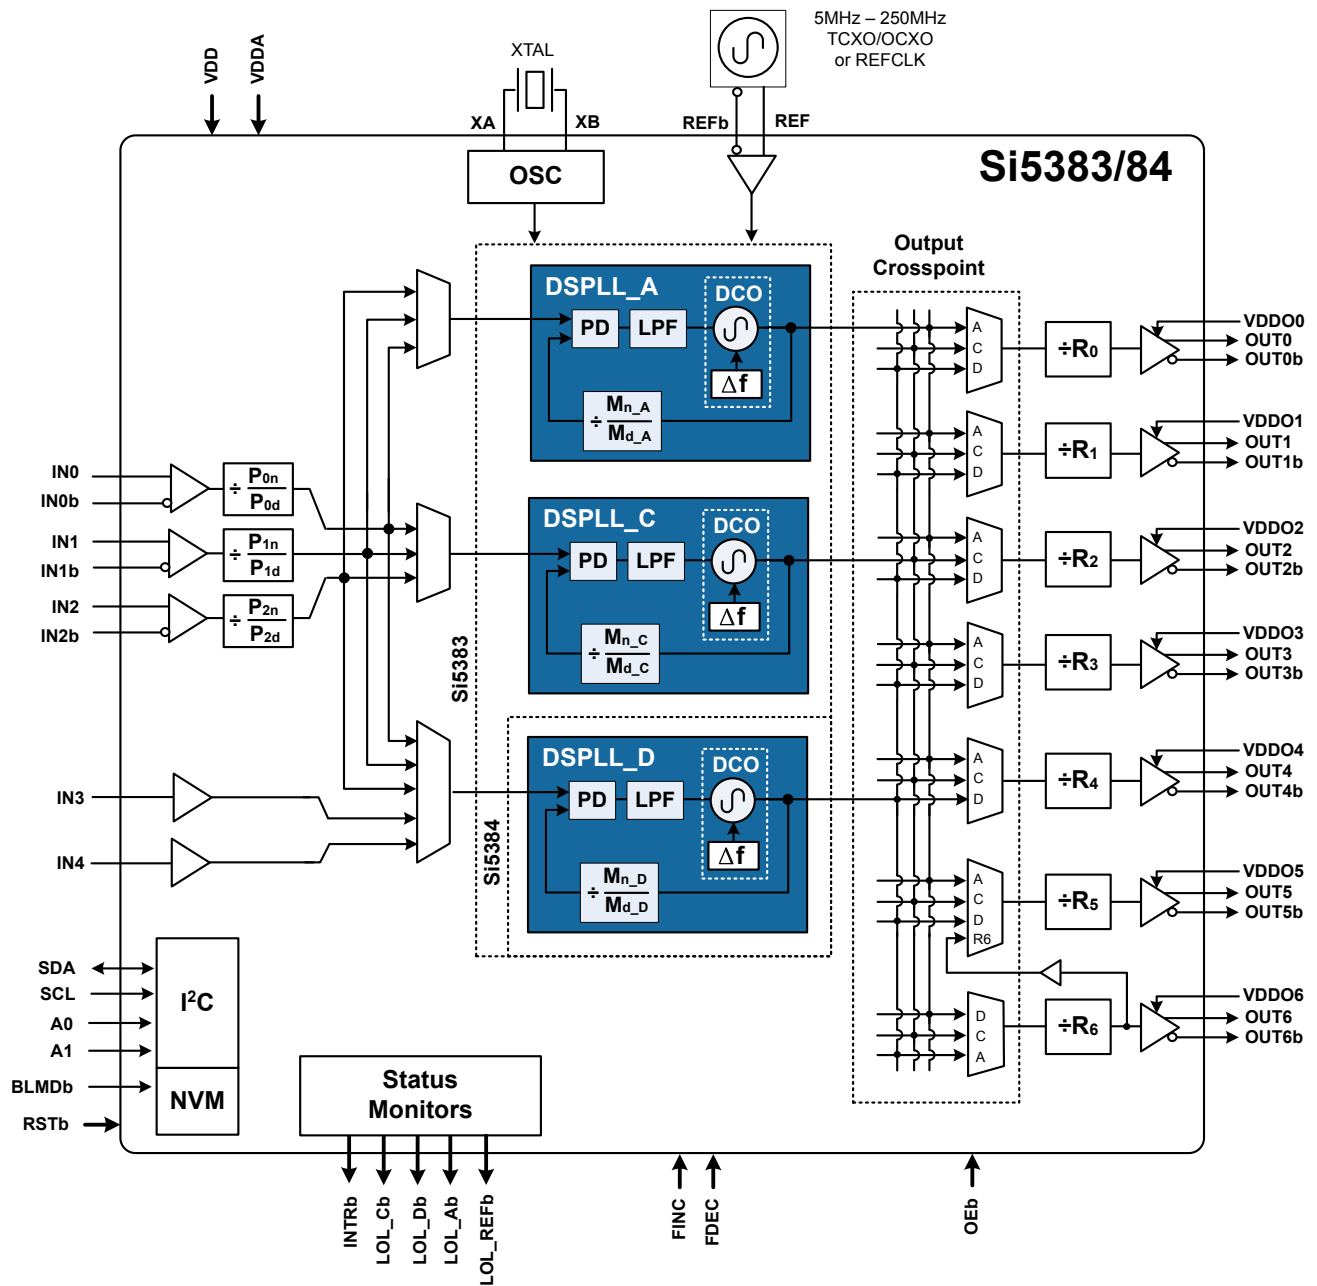 5MHz – 250MHz
TCXO/OCXO
or REFCLK
XTAL
VDD
VDDA
XA
XB
REFb
REF
Si5383/84
OSC
Output
Crosspoint
DSPLL_A
DCO
PD
LPF
Δf
÷ Mn_A
Md_A
DSPLL_C
DCO
PD
LPF
Δf
÷ Mn_C
Md_C
Si5383
DSPLL_D
DCO
PD
LPF
Δf
÷ Mn_D
Md_D
Si5384
IN0
IN0b
÷ P0n
P0d
IN1
IN1b
÷ P1n
P1d
IN2
IN2b
÷ P2n
P2d
IN3
IN4
A
C
D
÷R0
VDDO0
OUT0
OUT0b
A
C
D
÷R1
VDDO1
OUT1
OUT1b
A
C
D
÷R2
VDDO2
OUT2
OUT2b
A
C
D
÷R3
VDDO3
OUT3
OUT3b
A
C
D
÷R4
VDDO4
OUT4
OUT4b
A
C
D
R6
÷R5
VDDO5
OUT5
OUT5b
D
C
A
÷R6
VDDO6
OUT6
OUT6b
SDA
SCL
A0
A1
BLMDb
RSTb
I²C
NVM
Status
Monitors
INTRb
LOL_Cb
LOL_Db
LOL_Ab
LOL_REFb
FINC
FDEC
OEb